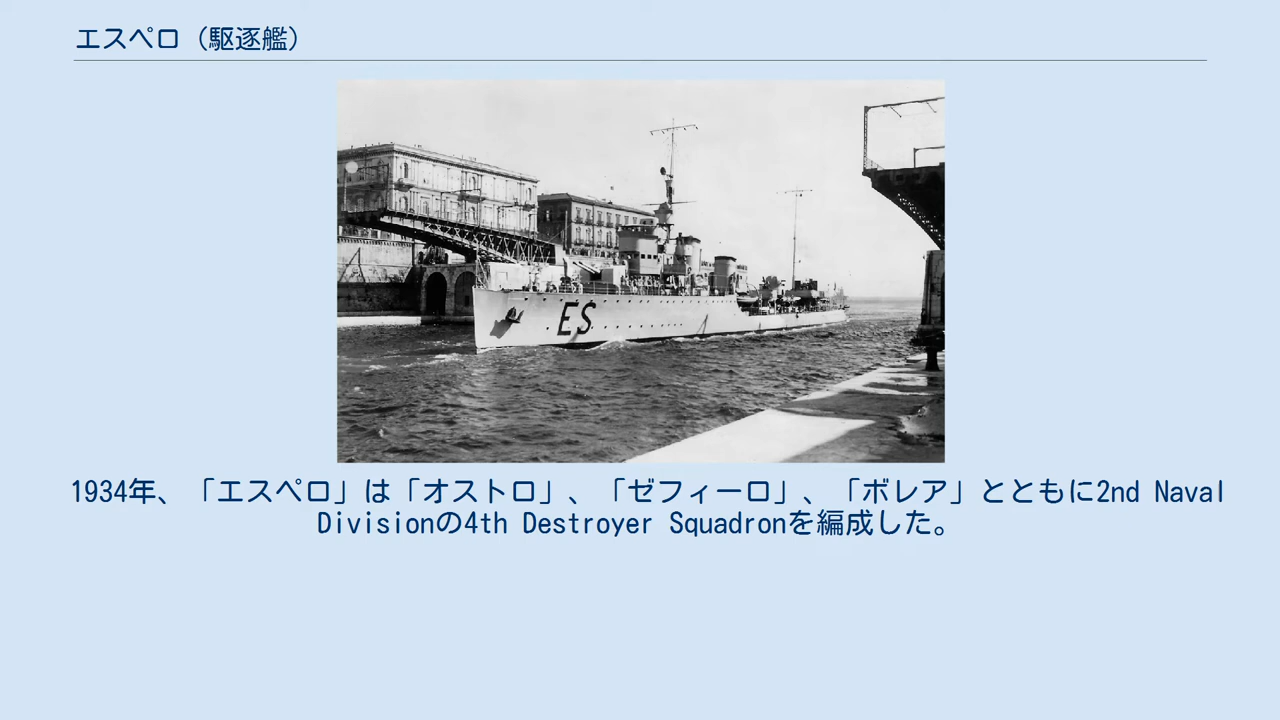 エスペロ（駆逐艦）
ES
1934年、「エスペロ」は「オストロ」、「ゼフィーロ」、「ボレア」とともに2nd Naval
Divisionの4th Destroyer Squadronを編成した。